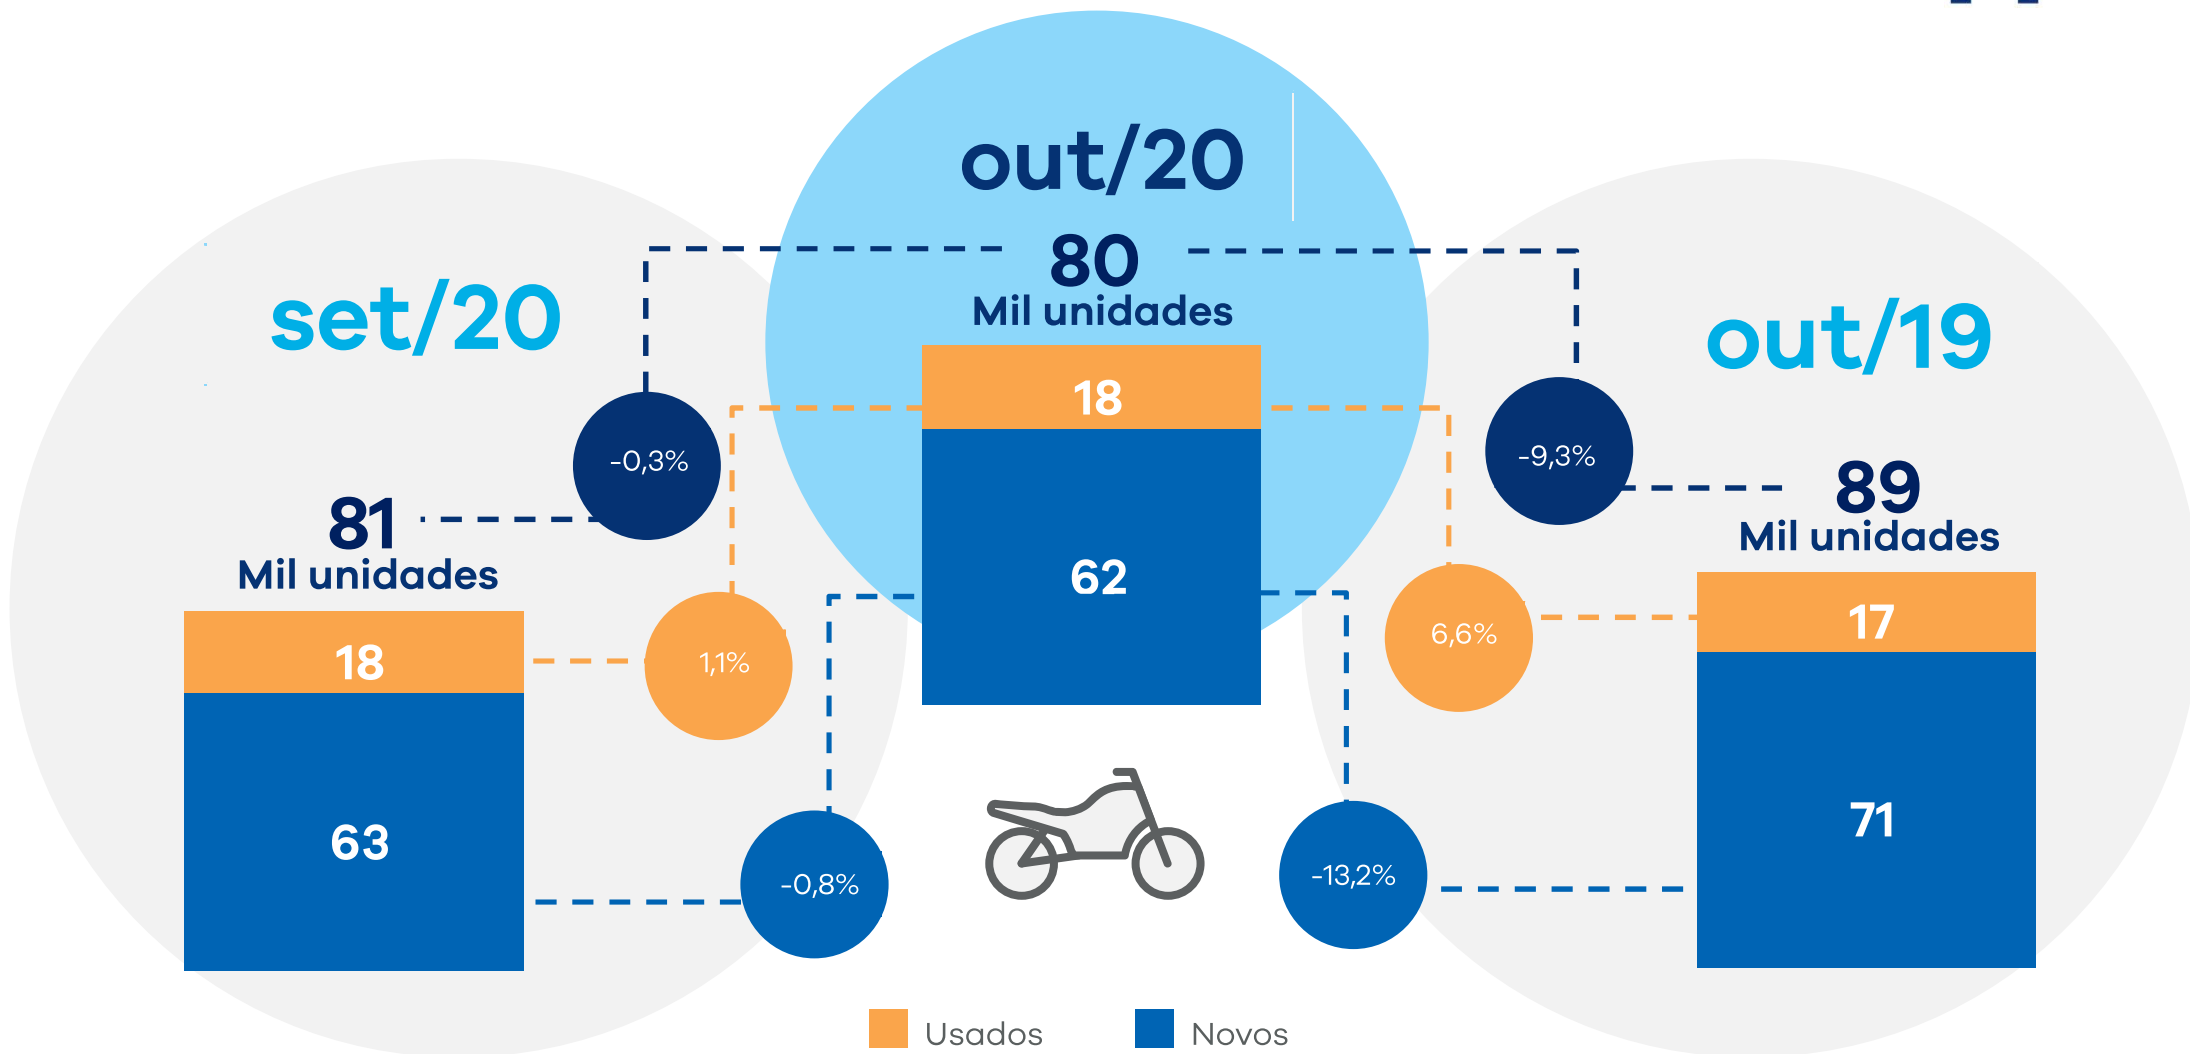 out/20
80
Mil unidades
set/20
out/19
18
-0,3%
-9,3%
89
Mil unidades
81
Mil unidades
62
17
6,6%
18
1,1%
71
63
-0,8%
-13,2%
Usados
Novos